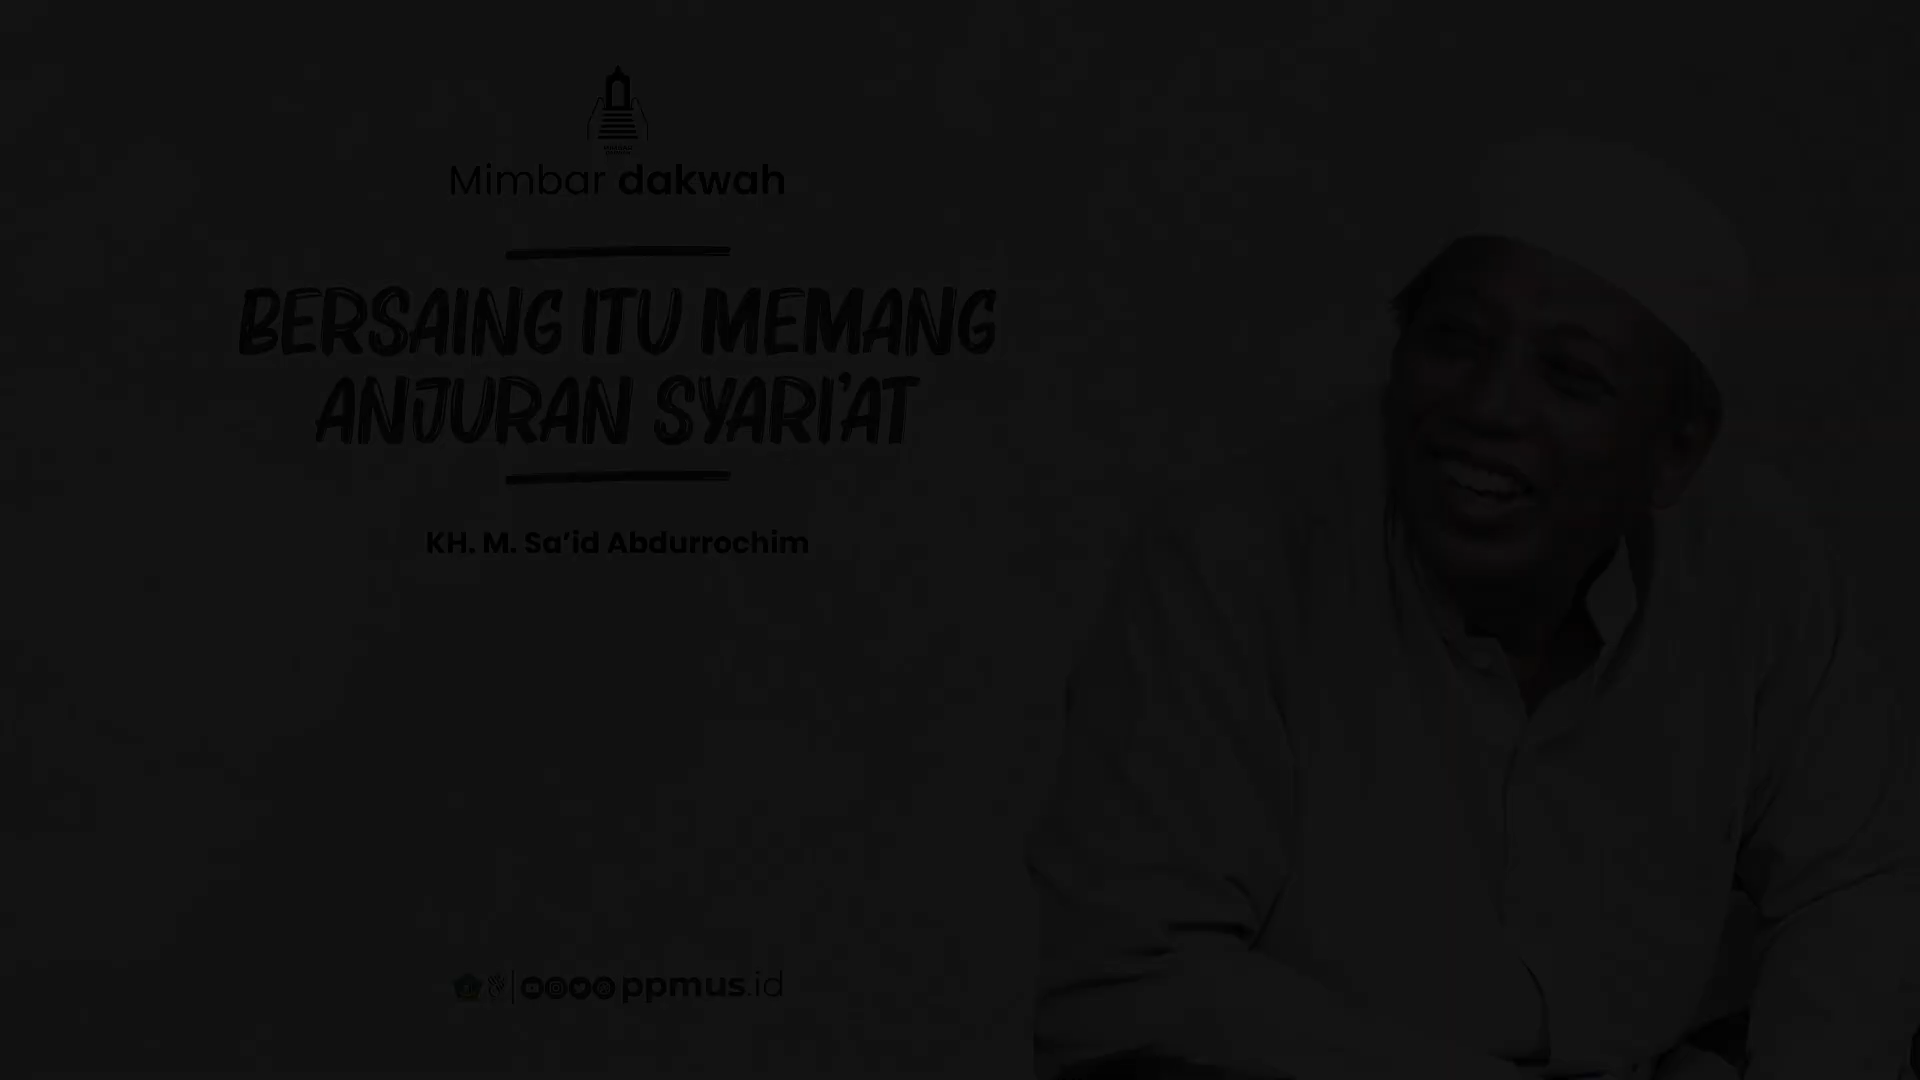 Mimbar dakwah
BERSAING ITU MEMANG
ANJURAN SYARI'AT
KH. M. Sa'id Abdurrochim
ppmus.id